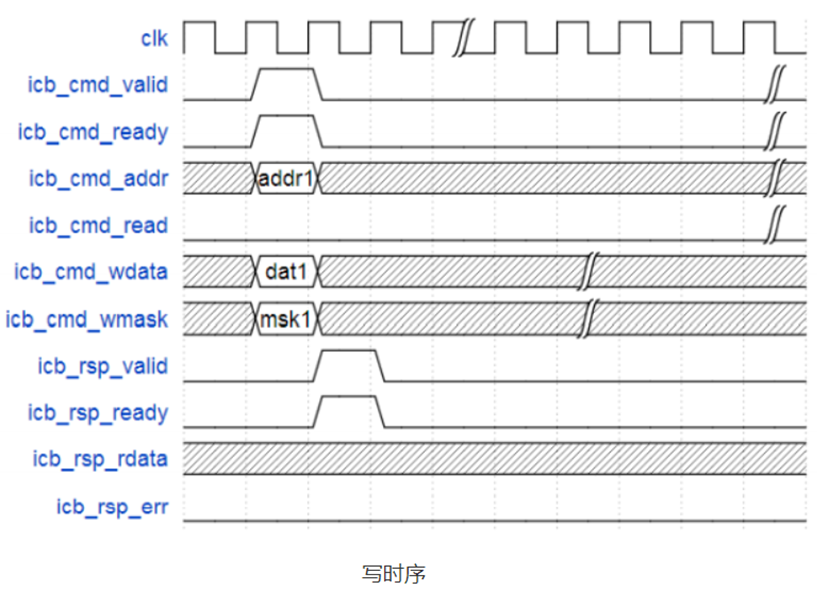 clk
icb_cmd_valid
icb_cmd_ready
icb_cmd_addr addr1
icb_cmd_read
icb_cmd_wdata dat1
icb_cmd_wmask msk1
icb_rsp_valid
icb_rsp_ready
icb_rsp_rdata
icb_rsp_err
写时序